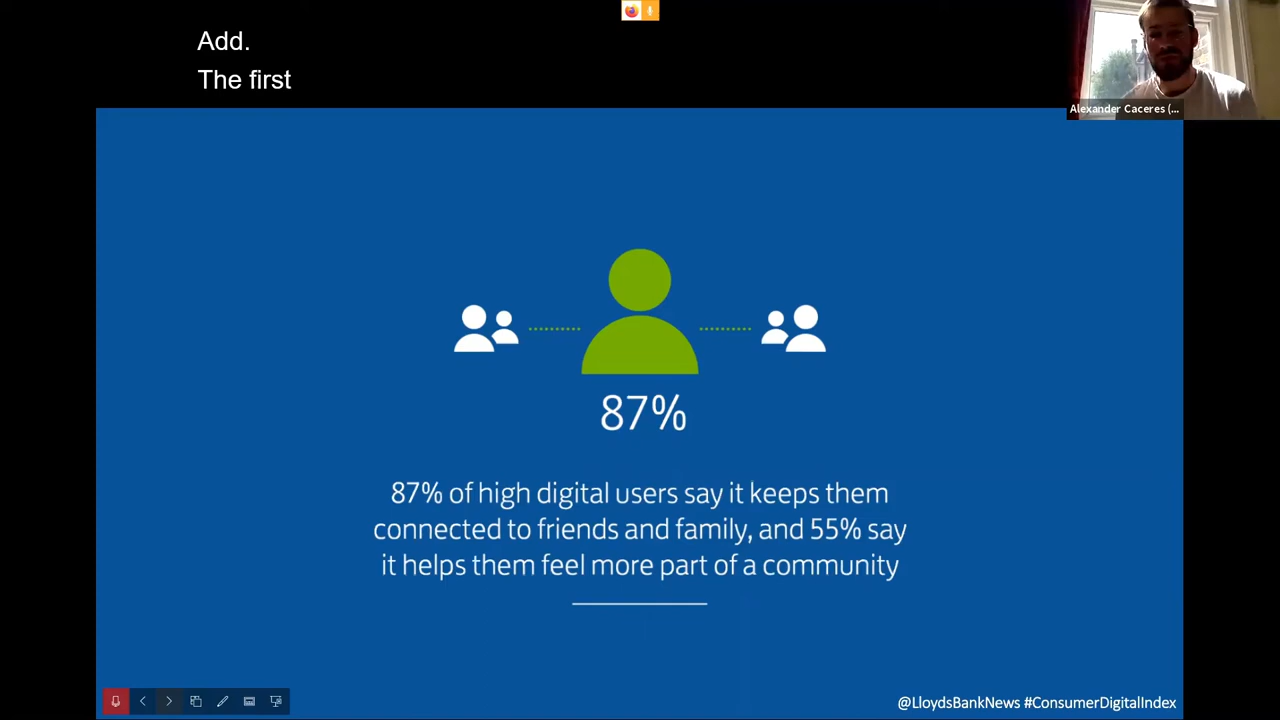 Add.
The first
Alexander Caceres (...
87%
87% of high digital users say it keeps them
connected to friends and family, and 55% say
it helps them feel more part of a community
@LloydsBankNews #ConsumerDigitalIndex